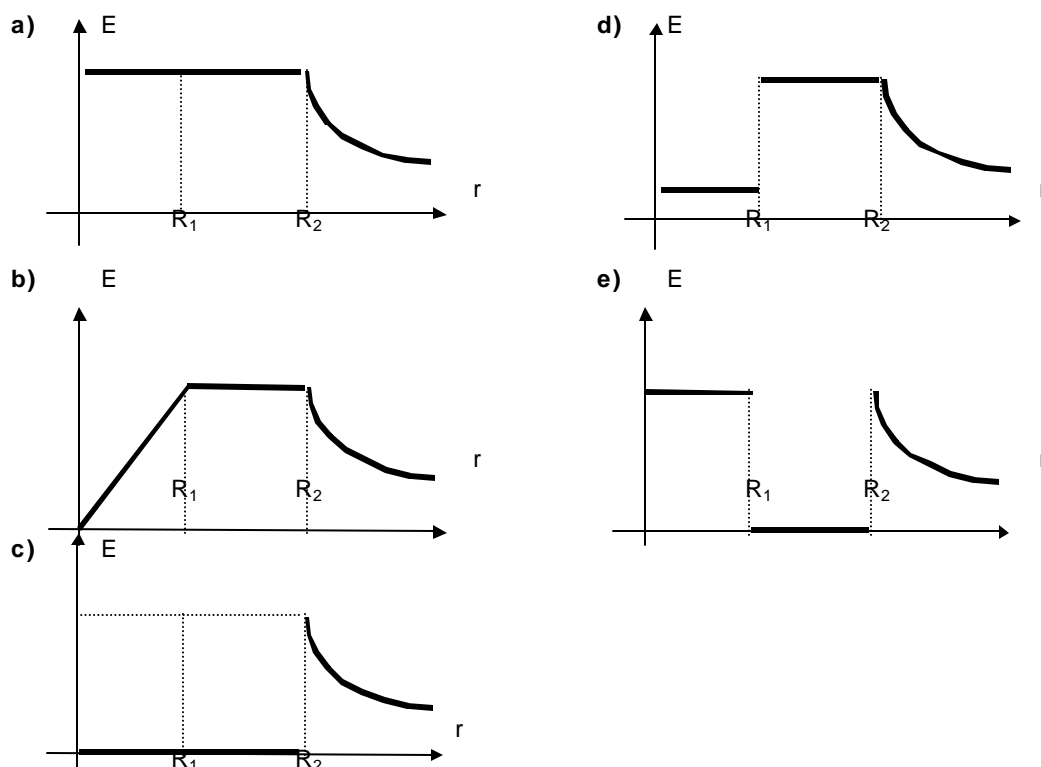 a) E
r
R₁ R₂
b) E
r
R₁ R₂
c) E
r
R₁ R₂
d) E
r
R₁ R₂
e) E
r
R₁ R₂